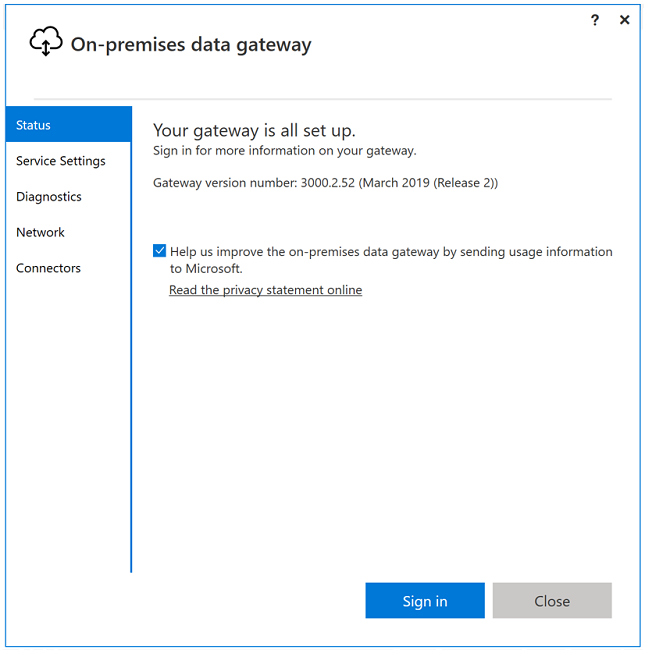 ?
On-premises data gateway
Status
Service Settings
Diagnostics
Network
Connectors
Your gateway is all set up.
Sign in for more information on your gateway.
Gateway version number: 3000.2.52 (March 2019 (Release 2))
Help us improve the on-premises data gateway by sending usage information
to Microsoft.
Read the privacy statement online
Sign in
Close